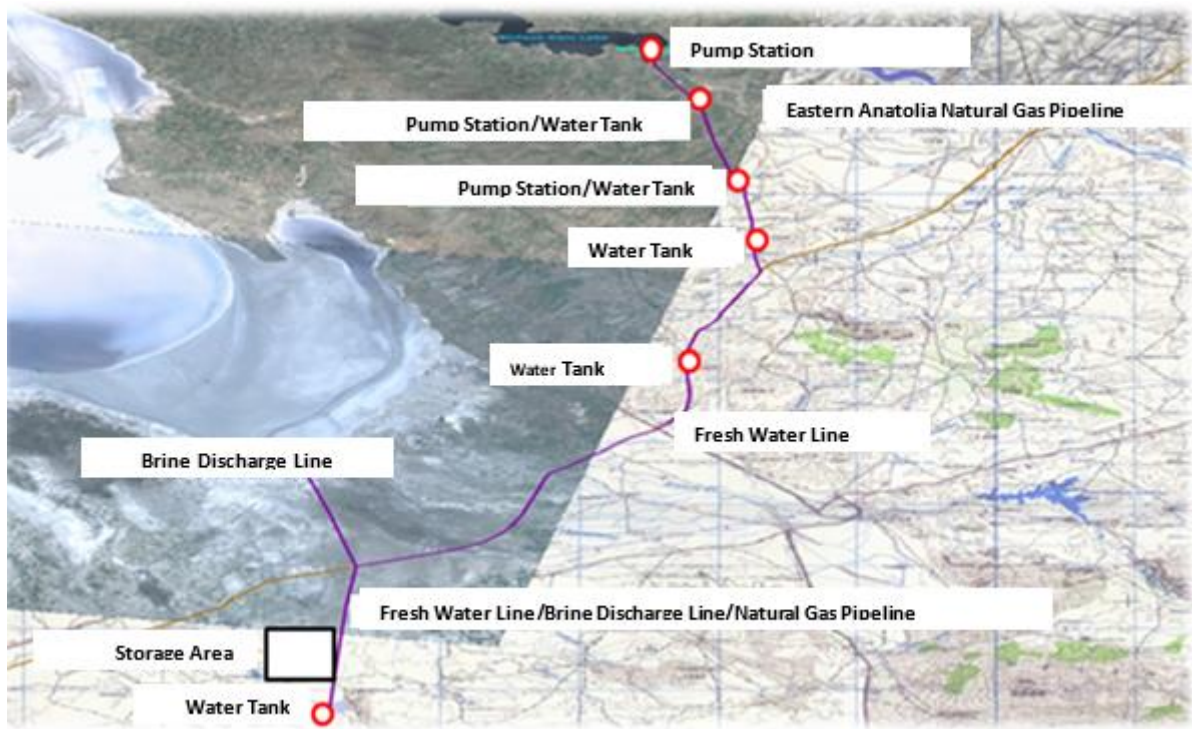 Pump Station
Eastern Anatolia Natural Gas Pipeline
Pump Station/Water Tank
Pump Station/Water Tank
Water Tank
Water Tank
Fresh Water Line
Brine Discharge Line
Fresh Water Line/Brine Discharge Line/Natural Gas Pipeline
Storage Area
Water Tank